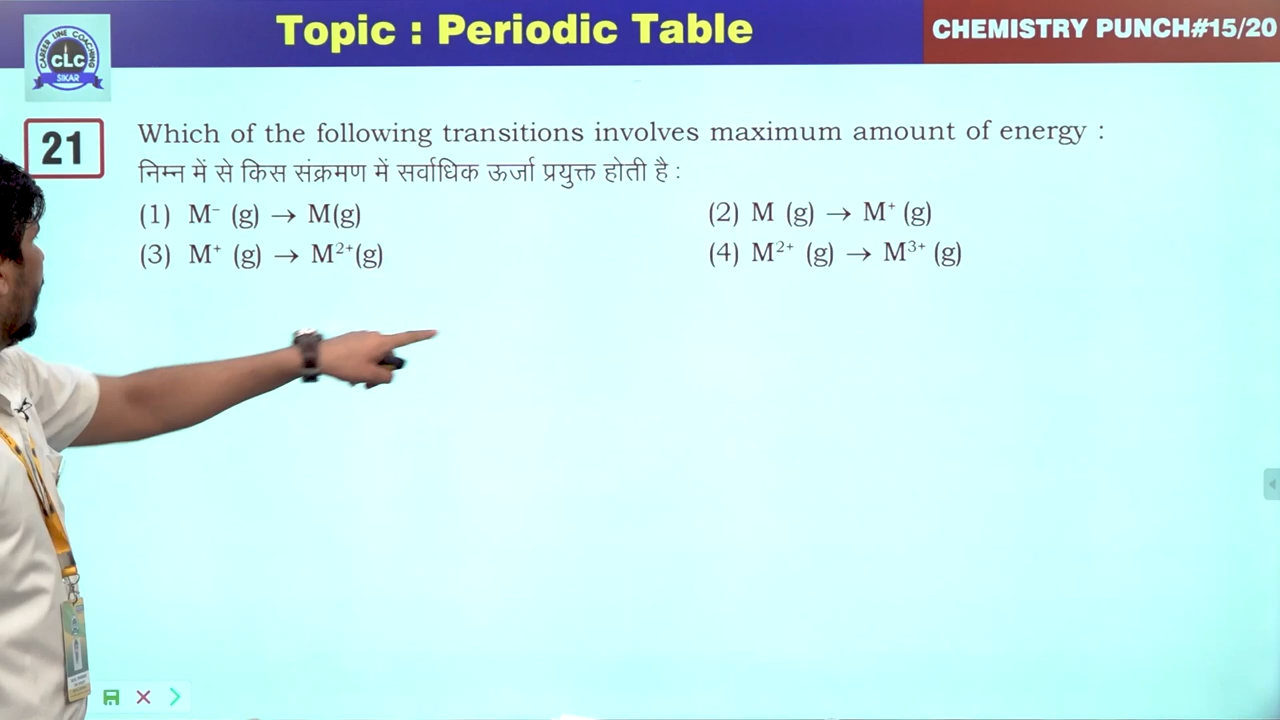 Topic : Periodic Table
CHEMISTRY PUNCH#15/20
CAREER LINE COACHING
CLC
SIKAR
21
Which of the following transitions involves maximum amount of energy :
निम्न में से किस संक्रमण में सर्वाधिक ऊर्जा प्रयुक्त होती है :
(1) M⁻ (g) → M(g)
(2) M (g) → M⁺ (g)
(3) M⁺ (g) → M²⁺(g)
(4) M²⁺ (g) → M³⁺ (g)